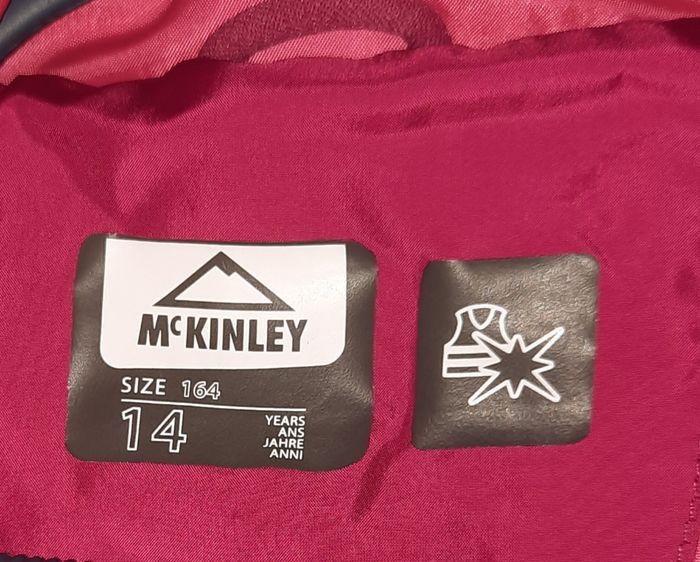 McKINLEY
SIZE 164
14
YEARS
ANS
JAHRE
ANNI